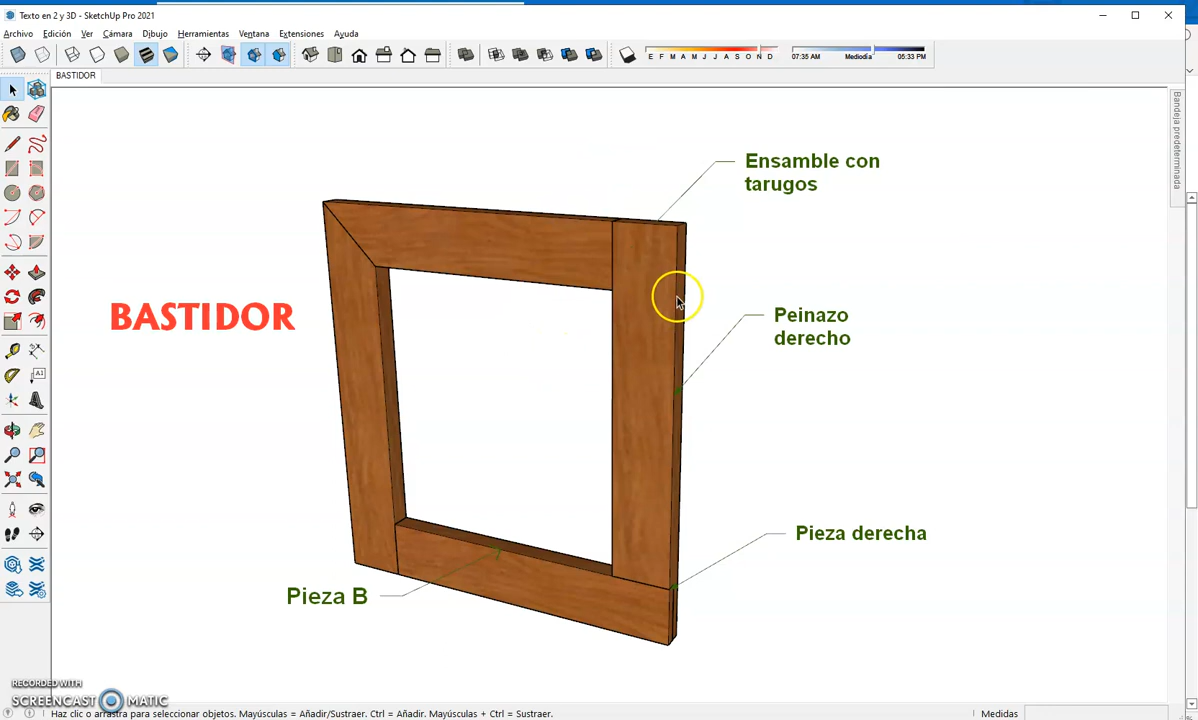 Texto en 2 y 3D - SketchUp Pro 2021
Archivo Edición Ver Cámara Dibujo Herramientas Ventana Extensiones Ayuda
E F M A M J J A S O N D
07:35 AM Mediodía 05:33 PM
BASTIDOR
Bandeja predeterminada
A1
Ensamble con
tarugos
BASTIDOR
Peinazo
derecho
Pieza derecha
Pieza B
RECORDED WITH
SCREENCAST MATIC
Haz clic o arrastra para seleccionar objetos. Mayúsculas = Añadir/Sustraer. Ctrl = Añadir. Mayúsculas + Ctrl = Sustraer.
Medidas